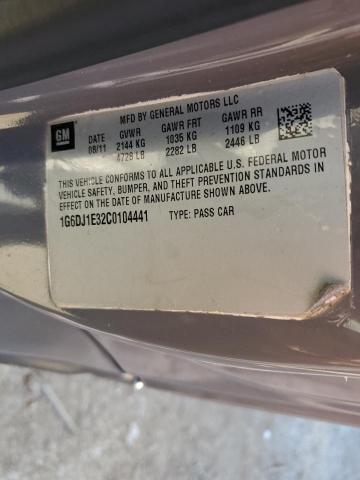 GM
MFD BY GENERAL MOTORS LLC
DATE GVWR GAWR FRT GAWR RR
08/11 2144 KG 1035 KG 1109 KG
4728 LB 2282 LB 2446 LB
THIS VEHICLE CONFORMS TO ALL APPLICABLE U.S. FEDERAL MOTOR
VEHICLE SAFETY, BUMPER, AND THEFT PREVENTION STANDARDS IN
EFFECT ON THE DATE OF MANUFACTURE SHOWN ABOVE.
1G6DJ1E32C0104441 TYPE: PASS CAR